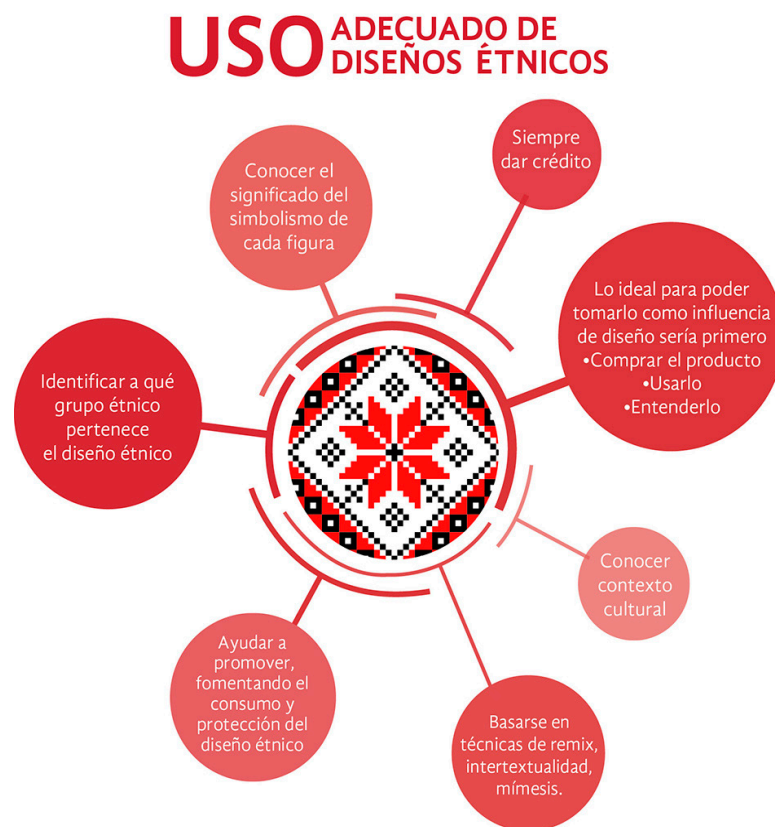 USO ADECUADO DE
DISEÑOS ÉTNICOS
Siempre
dar crédito
Conocer el
significado del
simbolismo de
cada figura
Lo ideal para poder
tomarlo como influencia
de diseño sería primero
•Comprar el producto
•Usarlo
•Entenderlo
Identificar a qué
grupo étnico
pertenece
el diseño étnico
Conocer
contexto
cultural
Ayudar a
promover,
fomentando el
consumo y
protección del
diseño étnico
Basarse en
técnicas de remix,
intertextualidad,
mímesis.